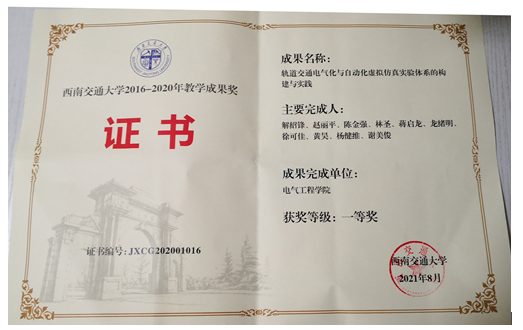 西南交通大学2016-2020年教学成果奖
证书
证书编号:JXCG202001016
成果名称:
轨道交通电气化与自动化虚拟仿真实验体系的构
建与实践
主要完成人:
解绍锋、赵丽平、陈金强、林圣、蒋启龙、龙绪明、
徐可佳、黄昊、杨健维、谢美俊
成果完成单位:
电气工程学院
获奖等级:一等奖
西南交通大学
2021年8月